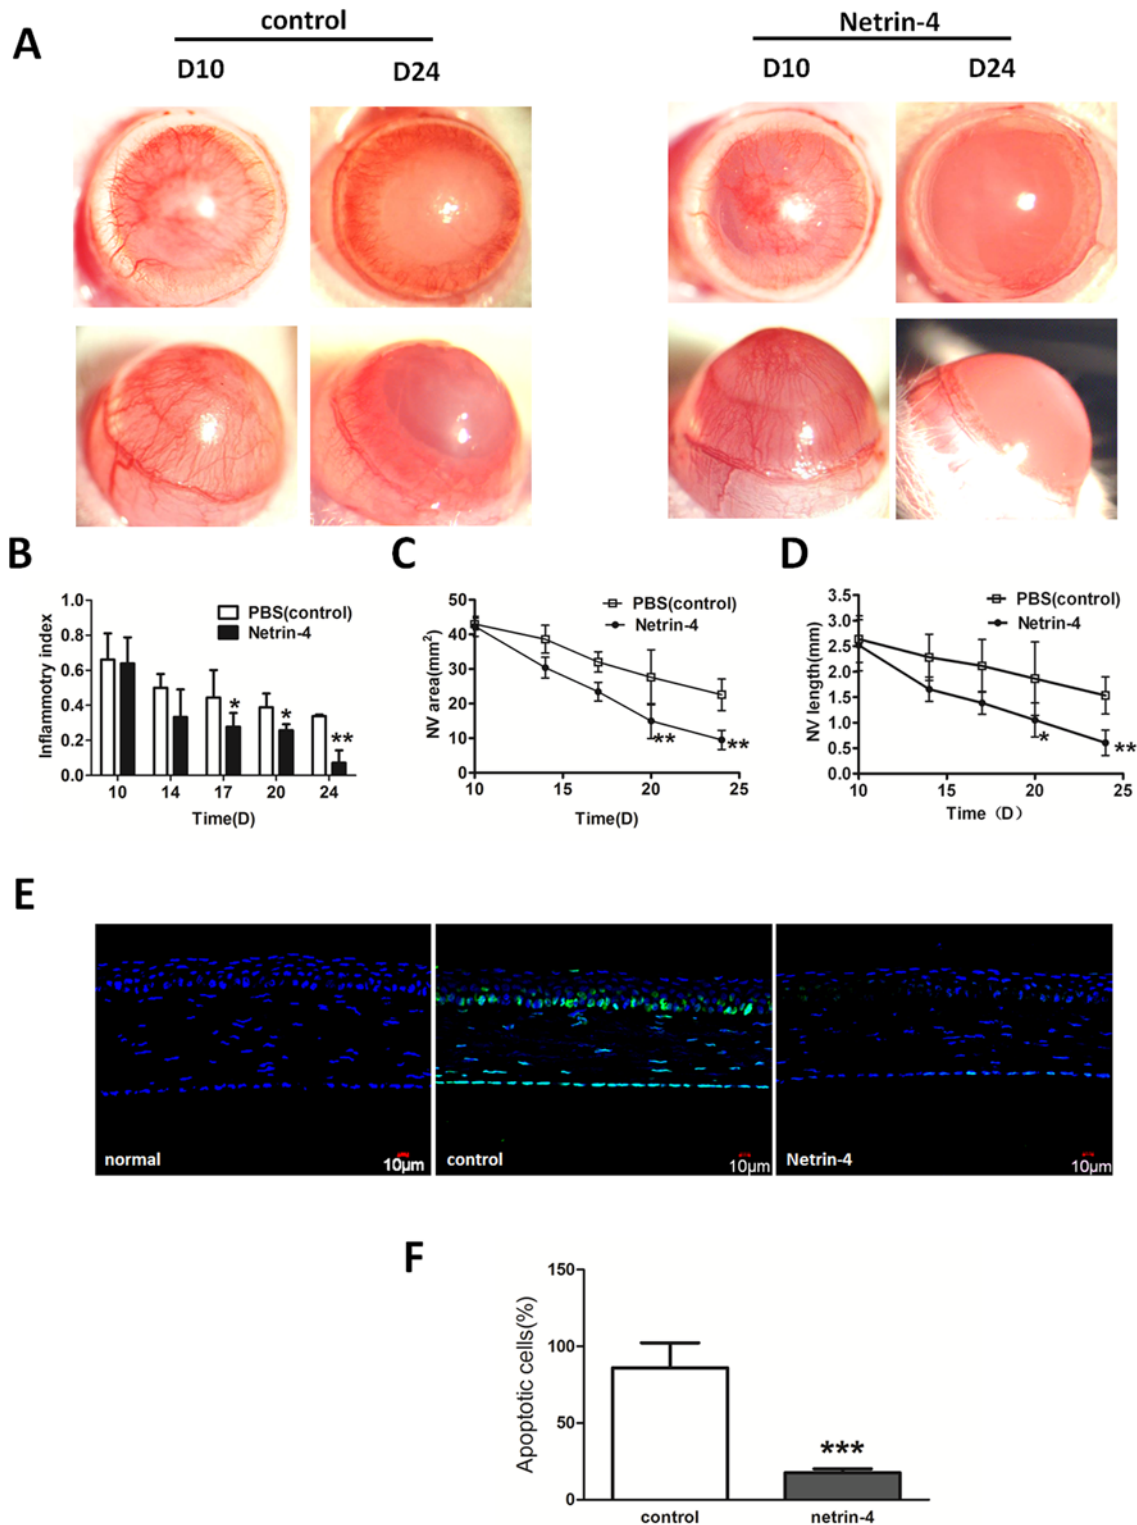 A
control
Netrin-4
D10
D24
D10
D24
B
C
D
Inflammotry index
1.0
0.8
0.6
0.4
0.2
0.0
PBS(control)
Netrin-4
*
*
**
10 14 17 20 24
Time(D)
NV area(mm²)
50
40
30
20
10
0
PBS(control)
Netrin-4
**
**
10 15 20 25
Time(D)
NV length(mm)
3.5
3.0
2.5
2.0
1.5
1.0
0.5
0.0
PBS(control)
Netrin-4
*
**
10 15 20 25
Time（D）
E
normal
10μm
control
10μm
Netrin-4
10μm
F
Apoptotic cells(%)
150
100
50
0
***
control
netrin-4